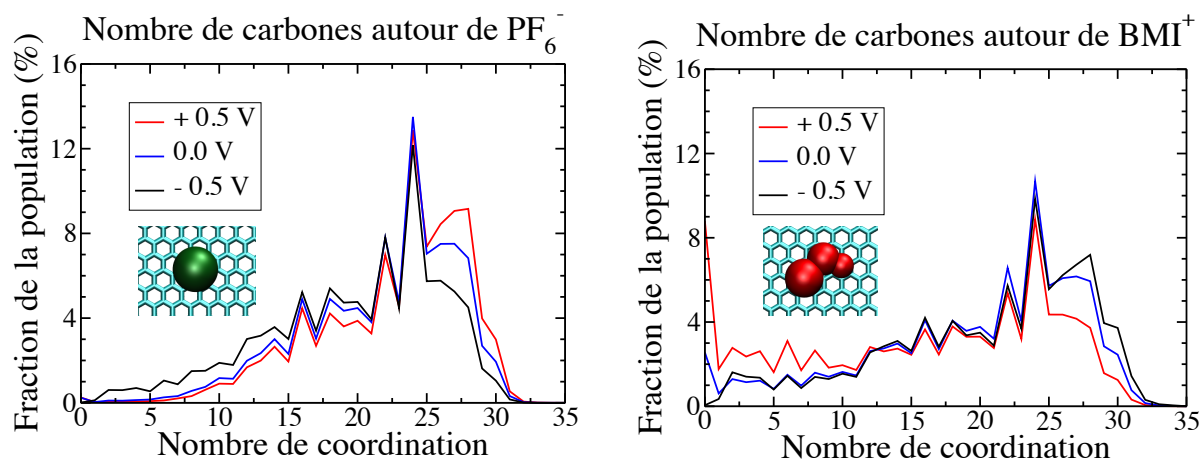 Nombre de carbones autour de PF6-
Fraction de la population (%)
16
12
8
4
0
+ 0.5 V
0.0 V
- 0.5 V
0 5 10 15 20 25 30 35
Nombre de coordination
Nombre de carbones autour de BMI+
Fraction de la population (%)
16
12
8
4
0
+ 0.5 V
0.0 V
- 0.5 V
0 5 10 15 20 25 30 35
Nombre de coordination